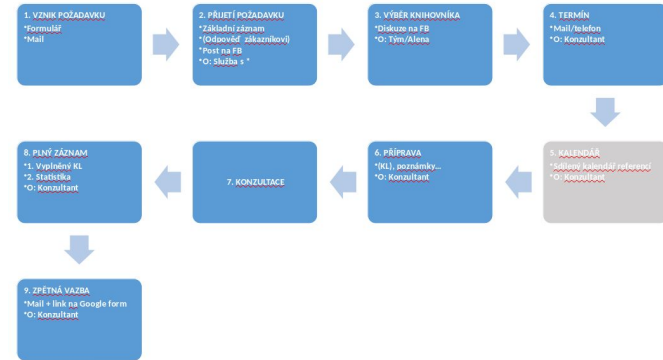 1. VZNIK POŽADAVKU
*Formulář
*Mail
2. PŘIJETÍ POŽADAVKU
*Základní záznam
*(Odpověď zákazníkovi)
*Post na FB
*O: Služba s *
3. VÝBĚR KNIHOVNÍKA
*Diskuze na FB
*O: Tým/Alena
4. TERMÍN
*Mail/telefon
*O: Konzultant
5. KALENDÁŘ
*Sdílený kalendář referencí
*O: Konzultant
6. PŘÍPRAVA
*(KL), poznámky...
*O: Konzultant
7. KONZULTACE
8. PLNÝ ZÁZNAM
*1. Vyplněný KL
*2. Statistika
*O: Konzultant
9. ZPĚTNÁ VAZBA
*Mail + link na Google form
*O: Konzultant